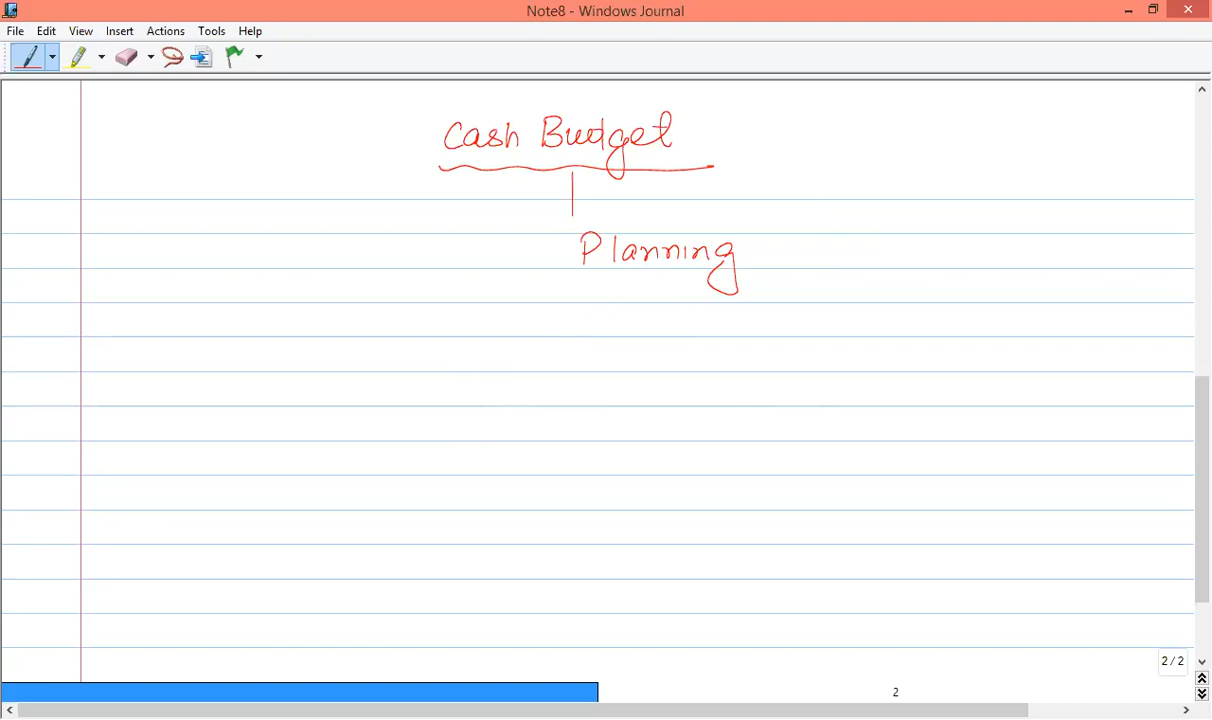 Note8 - Windows Journal
File Edit View Insert Actions Tools Help
Cash Budget
Planning
2 / 2
2